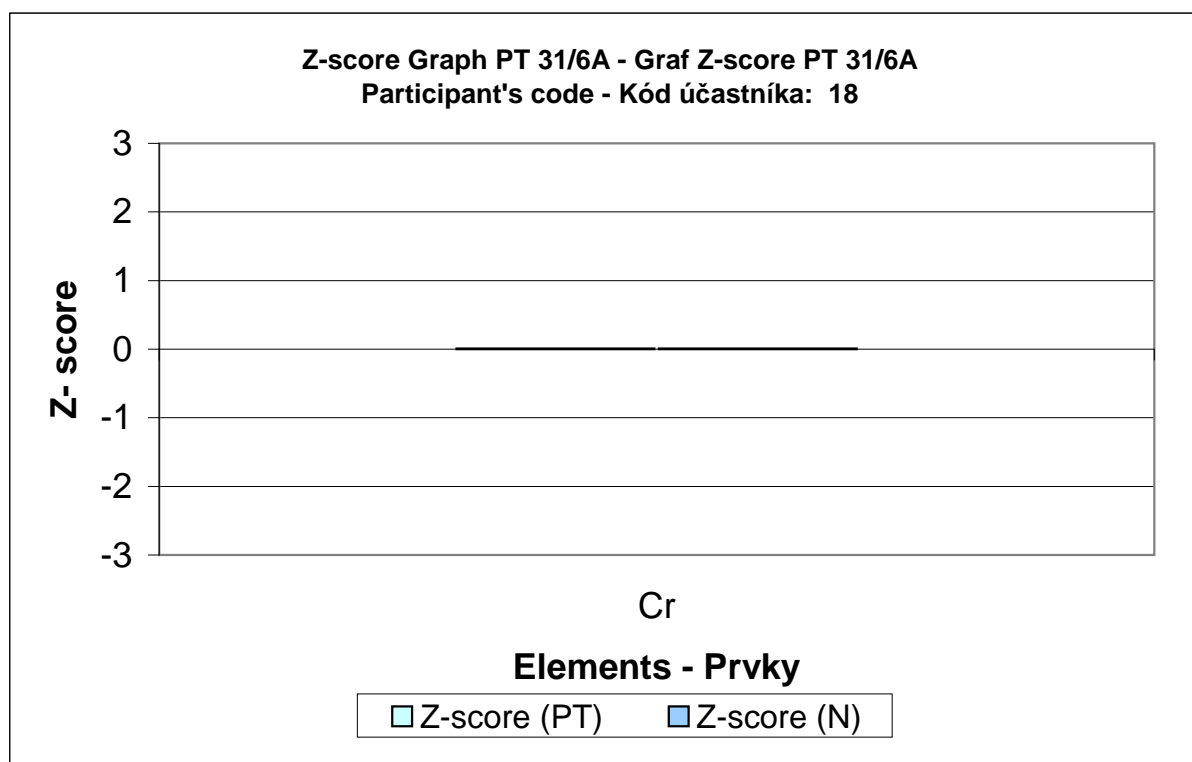 Z-score Graph PT 31/6A - Graf Z-score PT 31/6A
Participant's code - Kód účastníka:  18
3
2
1
0
-1
-2
-3
Z- score
Cr
Elements - Prvky
Z-score (PT)
Z-score (N)